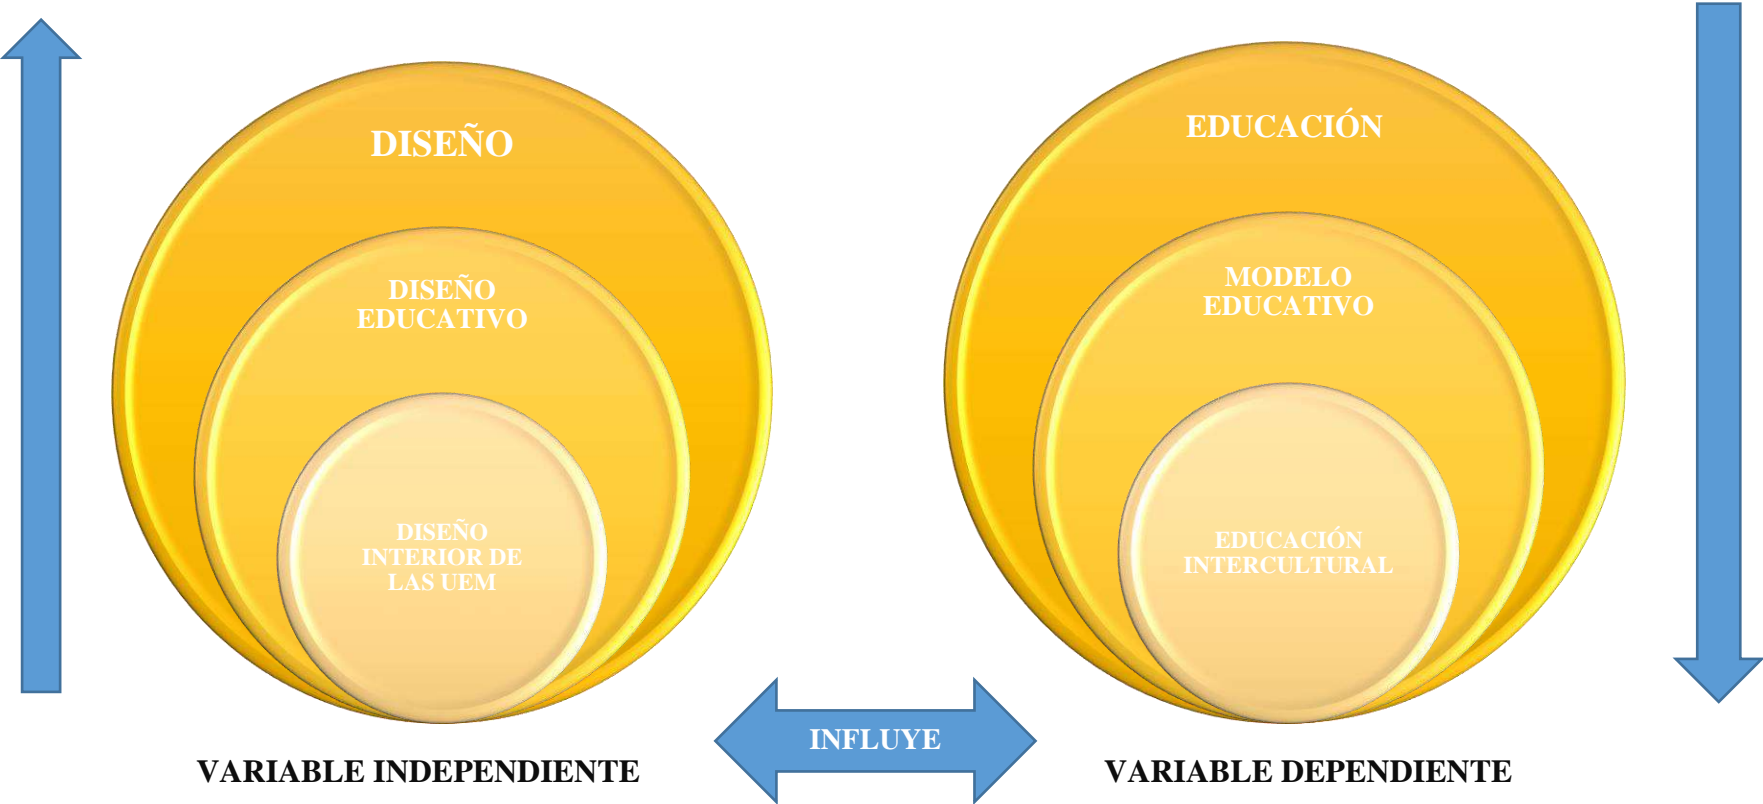 DISEÑO
DISEÑO
EDUCATIVO
DISEÑO
INTERIOR DE
LAS UEM
VARIABLE INDEPENDIENTE
INFLUYE
EDUCACIÓN
MODELO
EDUCATIVO
EDUCACIÓN
INTERCULTURAL
VARIABLE DEPENDIENTE